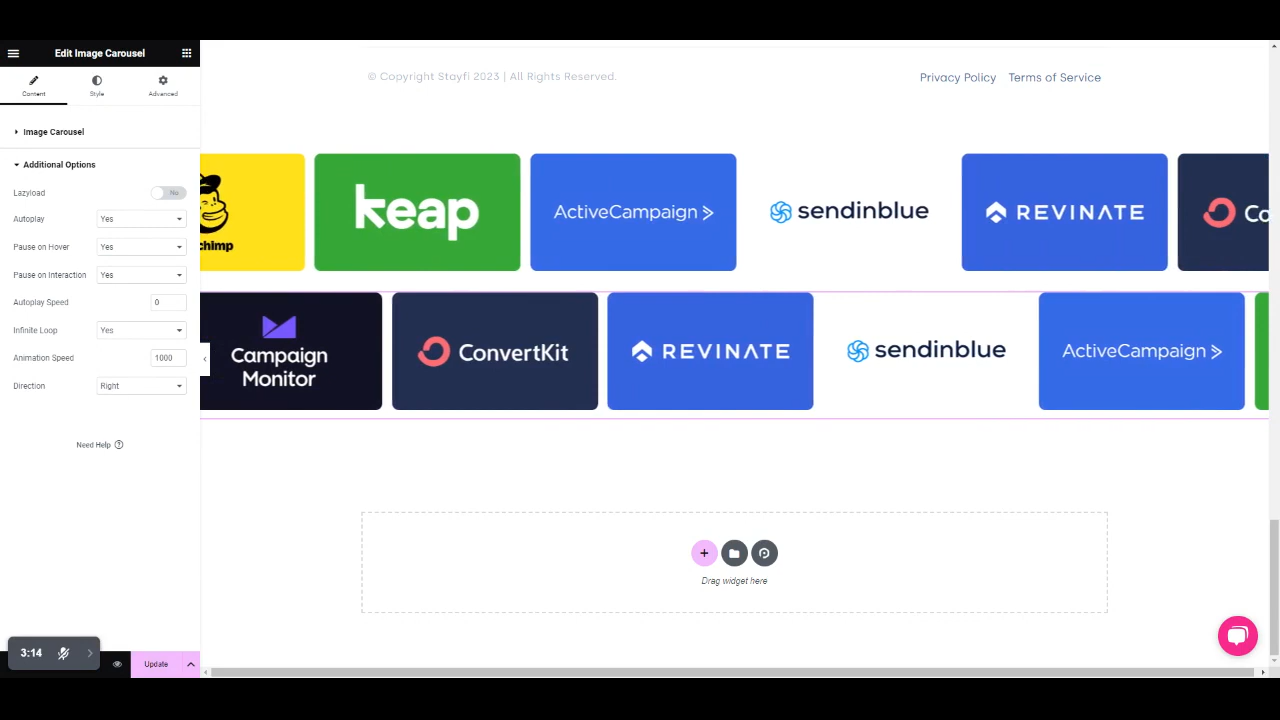 Edit Image Carousel
Content
Style
Advanced
Image Carousel
Additional Options
Lazyload No
Autoplay Yes
Pause on Hover Yes
Pause on Interaction Yes
Autoplay Speed 0
Infinite Loop Yes
Animation Speed 1000
Direction Right
Need Help
3:14
Update
© Copyright Stayfi 2023 | All Rights Reserved.
Privacy Policy Terms of Service
chimp
keap
ActiveCampaign >
sendinblue
REVINATE
Co
Campaign
Monitor
ConvertKit
REVINATE
sendinblue
ActiveCampaign >
+
Drag widget here